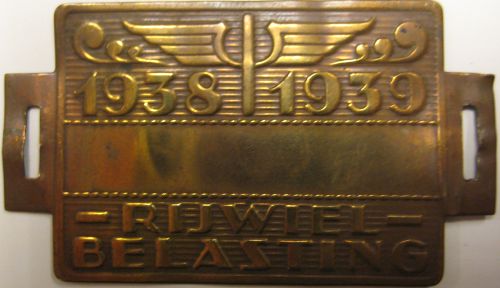 1938 1939
- RIJWIEL -
BELASTING